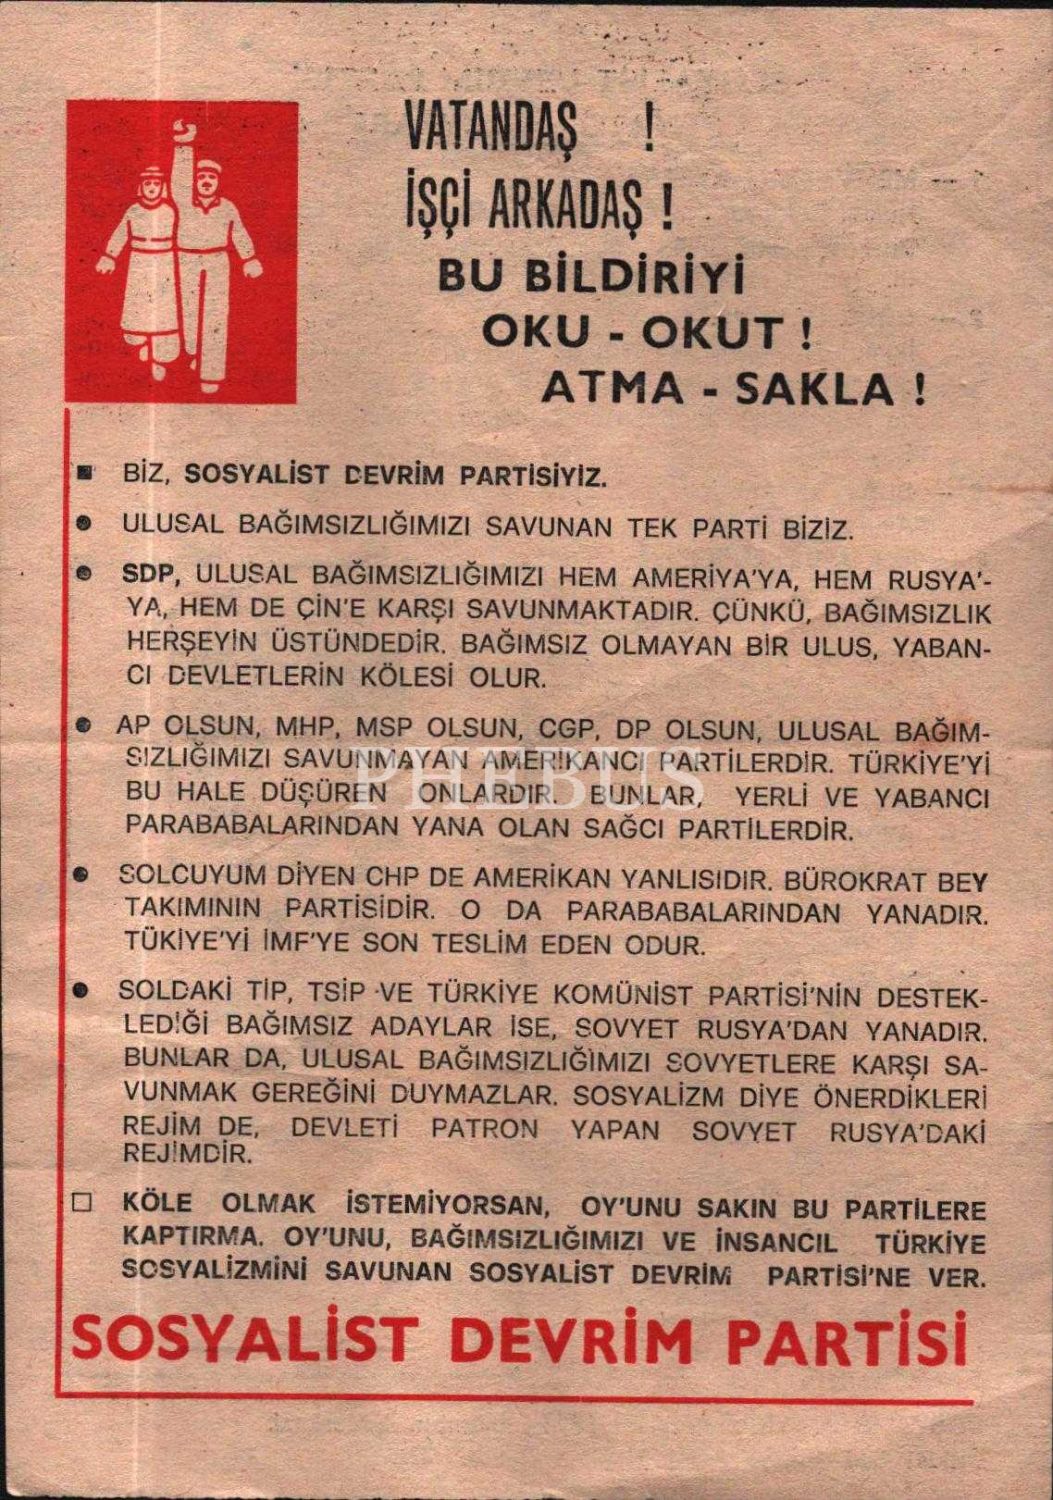 VATANDAŞ !
İŞÇİ ARKADAŞ !
BU BİLDİRİYİ
OKU - OKUT !
ATMA - SAKLA !
BİZ, SOSYALİST DEVRİM PARTİSİYİZ.
ULUSAL BAĞIMSIZLIĞIMIZI SAVUNAN TEK PARTİ BİZİZ.
SDP, ULUSAL BAĞIMSIZLIĞIMIZI HEM AMERİYA'YA, HEM RUSYA'-
YA, HEM DE ÇİN'E KARŞI SAVUNMAKTADIR. ÇÜNKÜ, BAĞIMSIZLIK
HERŞEYİN ÜSTÜNDEDİR. BAĞIMSIZ OLMAYAN BİR ULUS, YABAN-
CI DEVLETLERİN KÖLESİ OLUR.
AP OLSUN, MHP, MSP OLSUN, CGP, DP OLSUN, ULUSAL BAĞIM-
SIZLIĞIMIZI SAVUNMAYAN AMERİKANCI PARTİLERDİR. TÜRKİYE'Yİ
BU HALE DÜŞÜREN ONLARDIR. BUNLAR, YERLİ VE YABANCI
PARABABALARINDAN YANA OLAN SAĞCI PARTİLERDİR.
PHEBUS
SOLCUYUM DİYEN CHP DE AMERİKAN YANLISIDIR. BÜROKRAT BEY
TAKIMININ PARTİSİDİR. O DA PARABABALARINDAN YANADIR.
TÜKİYE'Yİ İMF'YE SON TESLİM EDEN ODUR.
SOLDAKİ TİP, TSİP VE TÜRKİYE KOMÜNİST PARTİSİ'NİN DESTEK-
LEDİĞİ BAĞIMSIZ ADAYLAR İSE, SOVYET RUSYA'DAN YANADIR.
BUNLAR DA, ULUSAL BAĞIMSIZLIĞIMIZI SOVYETLERE KARŞI SA-
VUNMAK GEREĞİNİ DUYMAZLAR. SOSYALİZM DİYE ÖNERDİKLERİ
REJİM DE, DEVLETİ PATRON YAPAN SOVYET RUSYA'DAKİ
REJİMDİR.
KÖLE OLMAK İSTEMİYORSAN, OY'UNU SAKIN BU PARTİLERE
KAPTIRMA. OY'UNU, BAĞIMSIZLIĞIMIZI VE İNSANCIL TÜRKİYE
SOSYALİZMİNİ SAVUNAN SOSYALİST DEVRİM PARTİSİ'NE VER.
SOSYALİST DEVRİM PARTİSİ